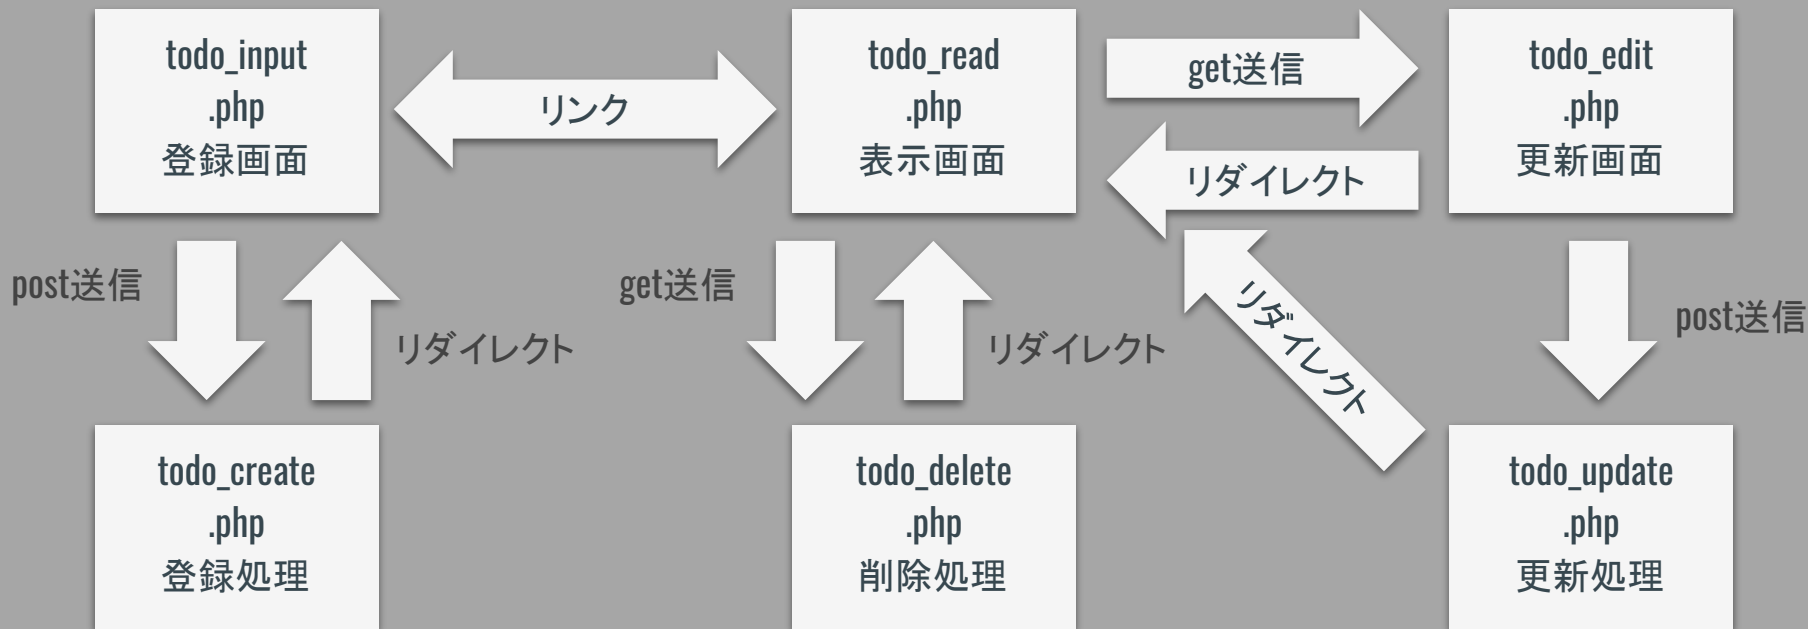 todo_input
.php
登録画面
リンク
todo_read
.php
表示画面
get送信
リダイレクト
todo_edit
.php
更新画面
post送信
リダイレクト
get送信
リダイレクト
リダイレクト
post送信
todo_create
.php
登録処理
todo_delete
.php
削除処理
todo_update
.php
更新処理